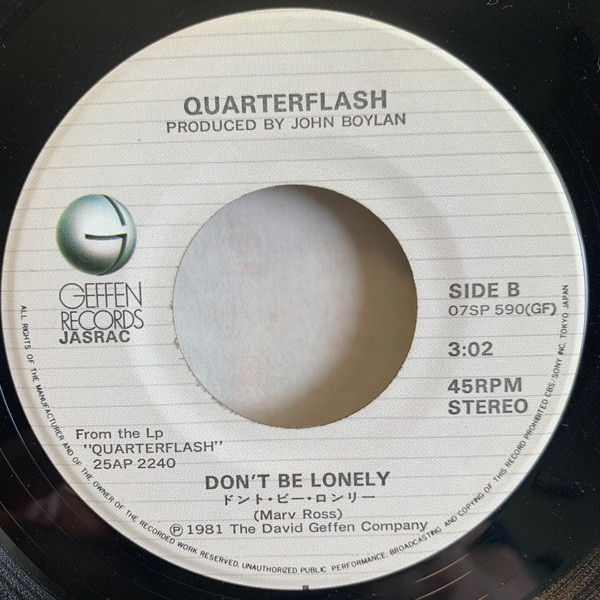 QUARTERFLASH
PRODUCED BY JOHN BOYLAN
G
GEFFEN
RECORDS
JASRAC
SIDE B
07SP 590(GF)
3:02
45RPM
STEREO
From the Lp
"QUARTERFLASH"
25AP 2240
DON'T BE LONELY
ドント・ビー・ロンリー
(Marv Ross)
Ⓟ 1981 The David Geffen Company
ALL RIGHTS OF THE MANUFACTURER AND OF THE OWNER OF THE RECORDED WORK RESERVED. UNAUTHORIZED PUBLIC PERFORMANCE, BROADCASTING AND COPYING OF THIS RECORD PROHIBITED CBS/SONY INC. TOKYO JAPAN